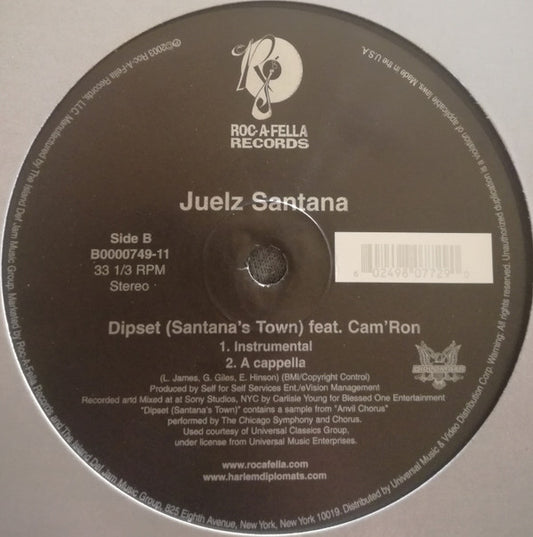 ROC-A-FELLA
RECORDS
Juelz Santana
Side B
B0000749-11
33 1/3 RPM
Stereo
6 02498 07729 0
Dipset (Santana's Town) feat. Cam'Ron
1. Instrumental
2. A cappella
(L. James, G. Giles, E. Hinson) (BMI/Copyright Control)
Produced by Self for Self Services Ent./eVision Management
Recorded artd Mixed at at Sony Studios, NYC by Carlisle Young for Blessed One Entertainment
"Dipset (Santana's Town)" contains a sample from "Anvil Chorus"
performed by The Chicago Symphony and Chorus.
Used courtesy of Universal Classics Group,
under license from Universal Music Enterprises.
www.rocafella.com
www.harlemdiplomats.com
℗©2003 Roc-A-Fella Records, LLC. Manufactured by The Island Def Jam Music Group. Marketed by Roc-A-Fella Records and The Island Def Jam Music Group, 825 Eighth Avenue, New York, New York 10019. Distributed by Universal Music & Video Distribution Corp. Warning: All rights reserved. Unauthorized duplication is a violation of applicable laws. Made in the U.S.A.